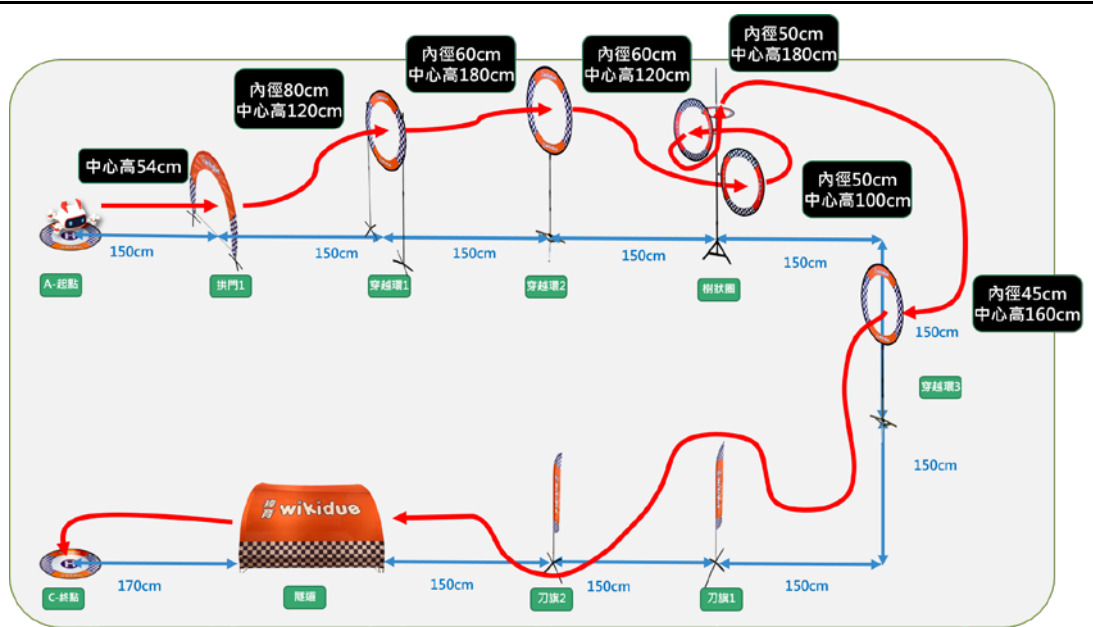 內徑50cm
中心高180cm
內徑60cm
中心高180cm
內徑60cm
中心高120cm
內徑80cm
中心高120cm
中心高54cm
內徑50cm
中心高100cm
150cm
150cm
150cm
150cm
150cm
A-起點
拱門1
穿越環1
穿越環2
樹狀圈
內徑45cm
中心高160cm
150cm
穿越環3
150cm
wikidue
170cm
150cm
150cm
150cm
C-終點
隧道
刀旗2
刀旗1